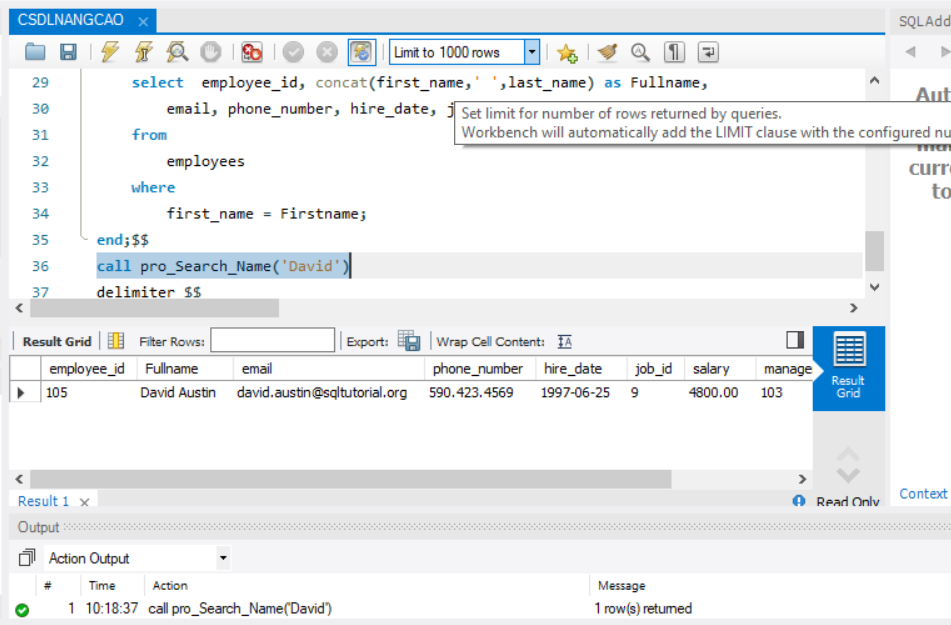 CSDLNANGCAO
SQLAdd
Limit to 1000 rows
29 select employee_id, concat(first_name,' ',last_name) as Fullname,
30 email, phone_number, hire_date, j
Set limit for number of rows returned by queries.
Workbench will automatically add the LIMIT clause with the configured nu
Aut
curre
to
31 from
32 employees
33 where
34 first_name = Firstname;
35 end;$$
36 call pro_Search_Name('David')
37 delimiter $$
Result Grid Filter Rows: Export: Wrap Cell Content: IA
employee_id Fullname email phone_number hire_date job_id salary manage
105 David Austin david.austin@sqltutorial.org 590.423.4569 1997-06-25 9 4800.00 103
Result
Grid
Result 1
Read Only
Context
Output
Action Output
# Time Action Message
1 10:18:37 call pro_Search_Name('David') 1 row(s) returned